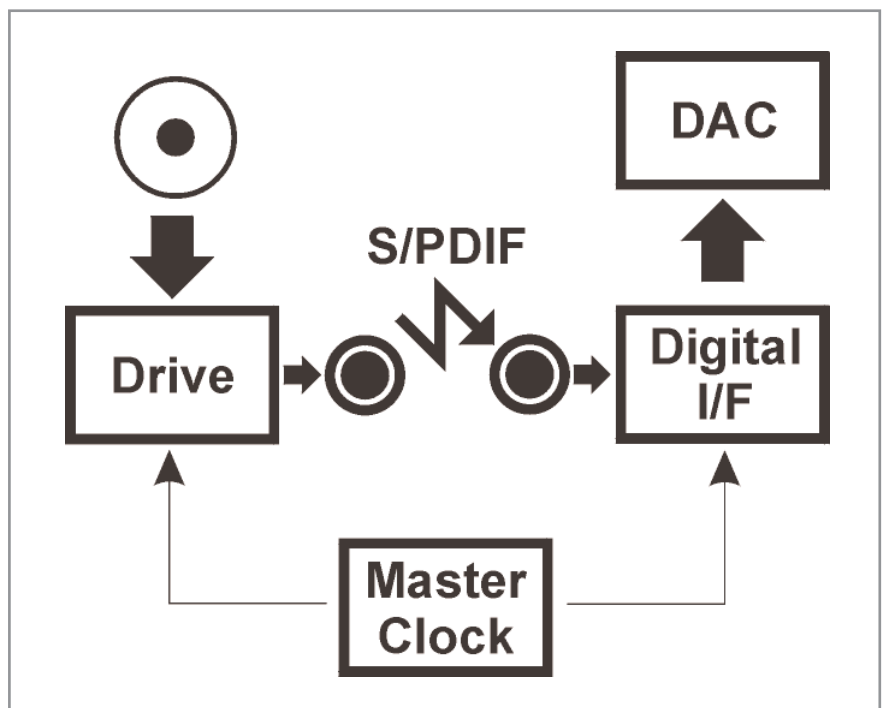 DAC
S/PDIF
Drive
Digital
I/F
Master
Clock